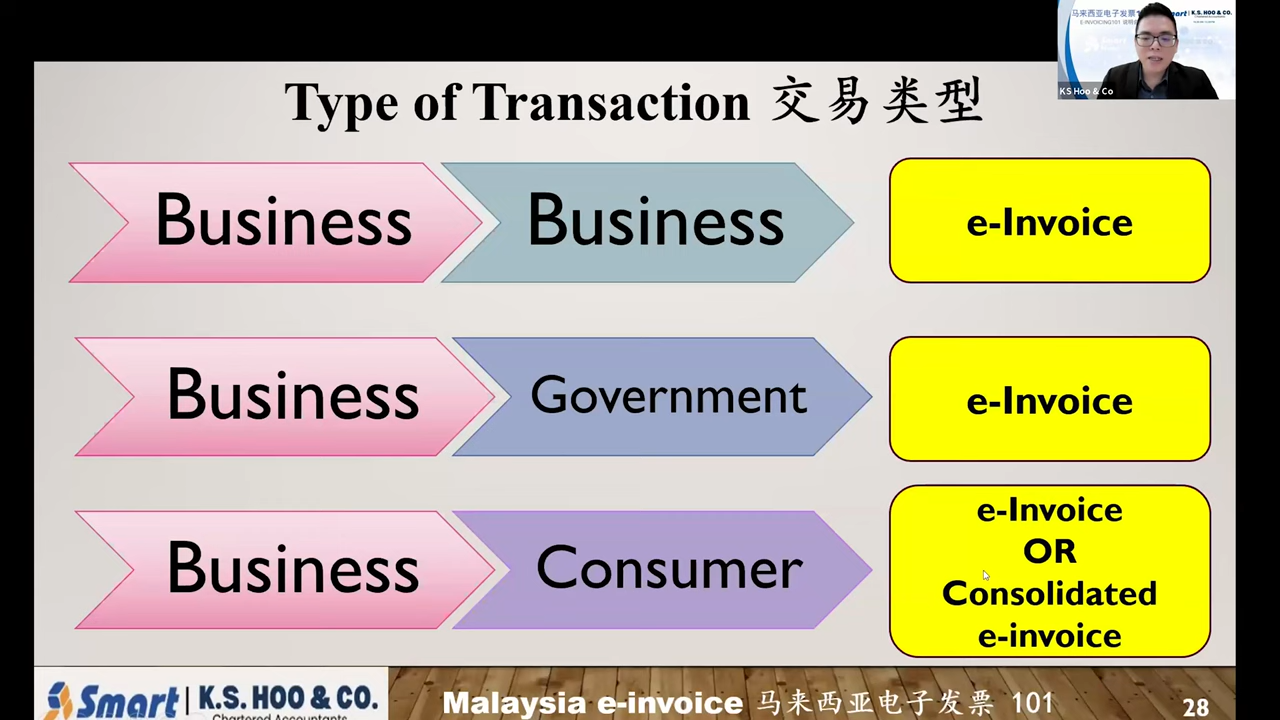 马来西亚电子发票
K.S. HOO & CO.
KS Hoo & Co
Type of Transaction 交易类型
Business
Business
e-Invoice
Business
Government
e-Invoice
Business
Consumer
e-Invoice
OR
Consolidated
e-invoice
Smart | K.S. HOO & CO.
Chartered Accountants
Malaysia e-invoice 马来西亚电子发票 101
28